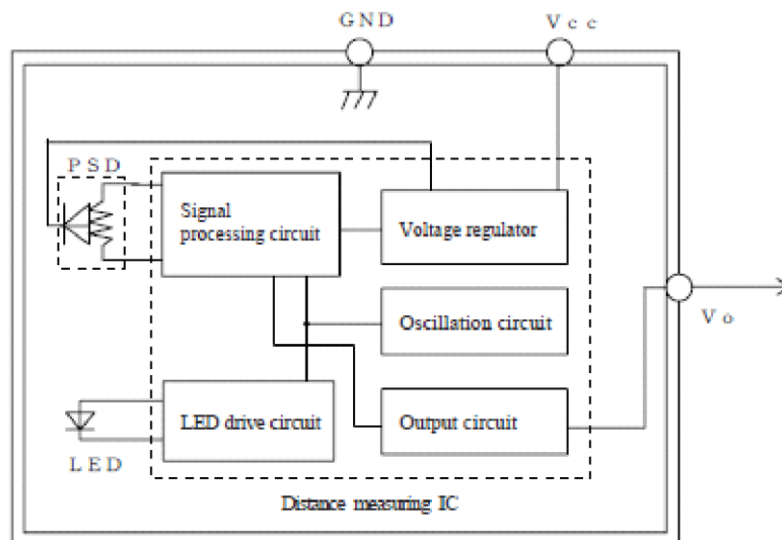 GND
Vcc
PSD
Signal
processing circuit
Voltage regulator
Oscillation circuit
Vo
LED drive circuit
Output circuit
LED
Distance measuring IC